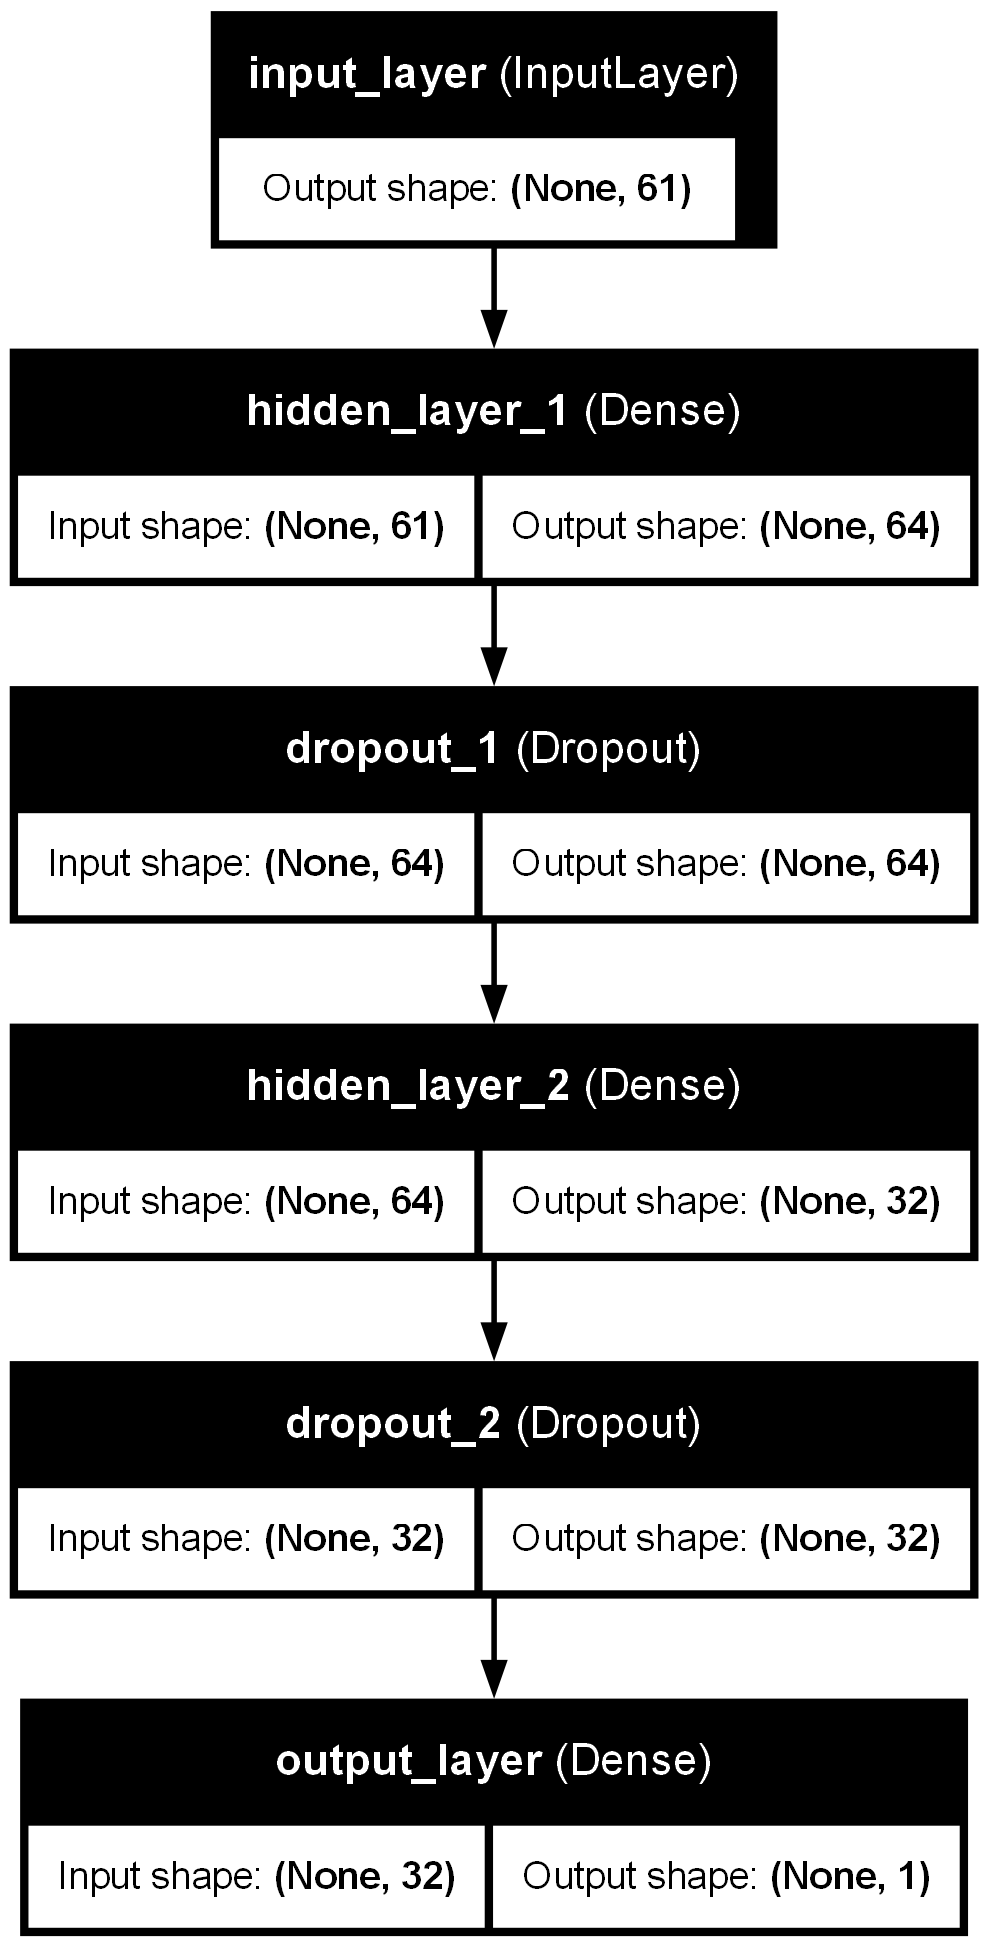 input_layer (InputLayer)
Output shape: (None, 61)
hidden_layer_1 (Dense)
Input shape: (None, 61) Output shape: (None, 64)
dropout_1 (Dropout)
Input shape: (None, 64) Output shape: (None, 64)
hidden_layer_2 (Dense)
Input shape: (None, 64) Output shape: (None, 32)
dropout_2 (Dropout)
Input shape: (None, 32) Output shape: (None, 32)
output_layer (Dense)
Input shape: (None, 32) Output shape: (None, 1)